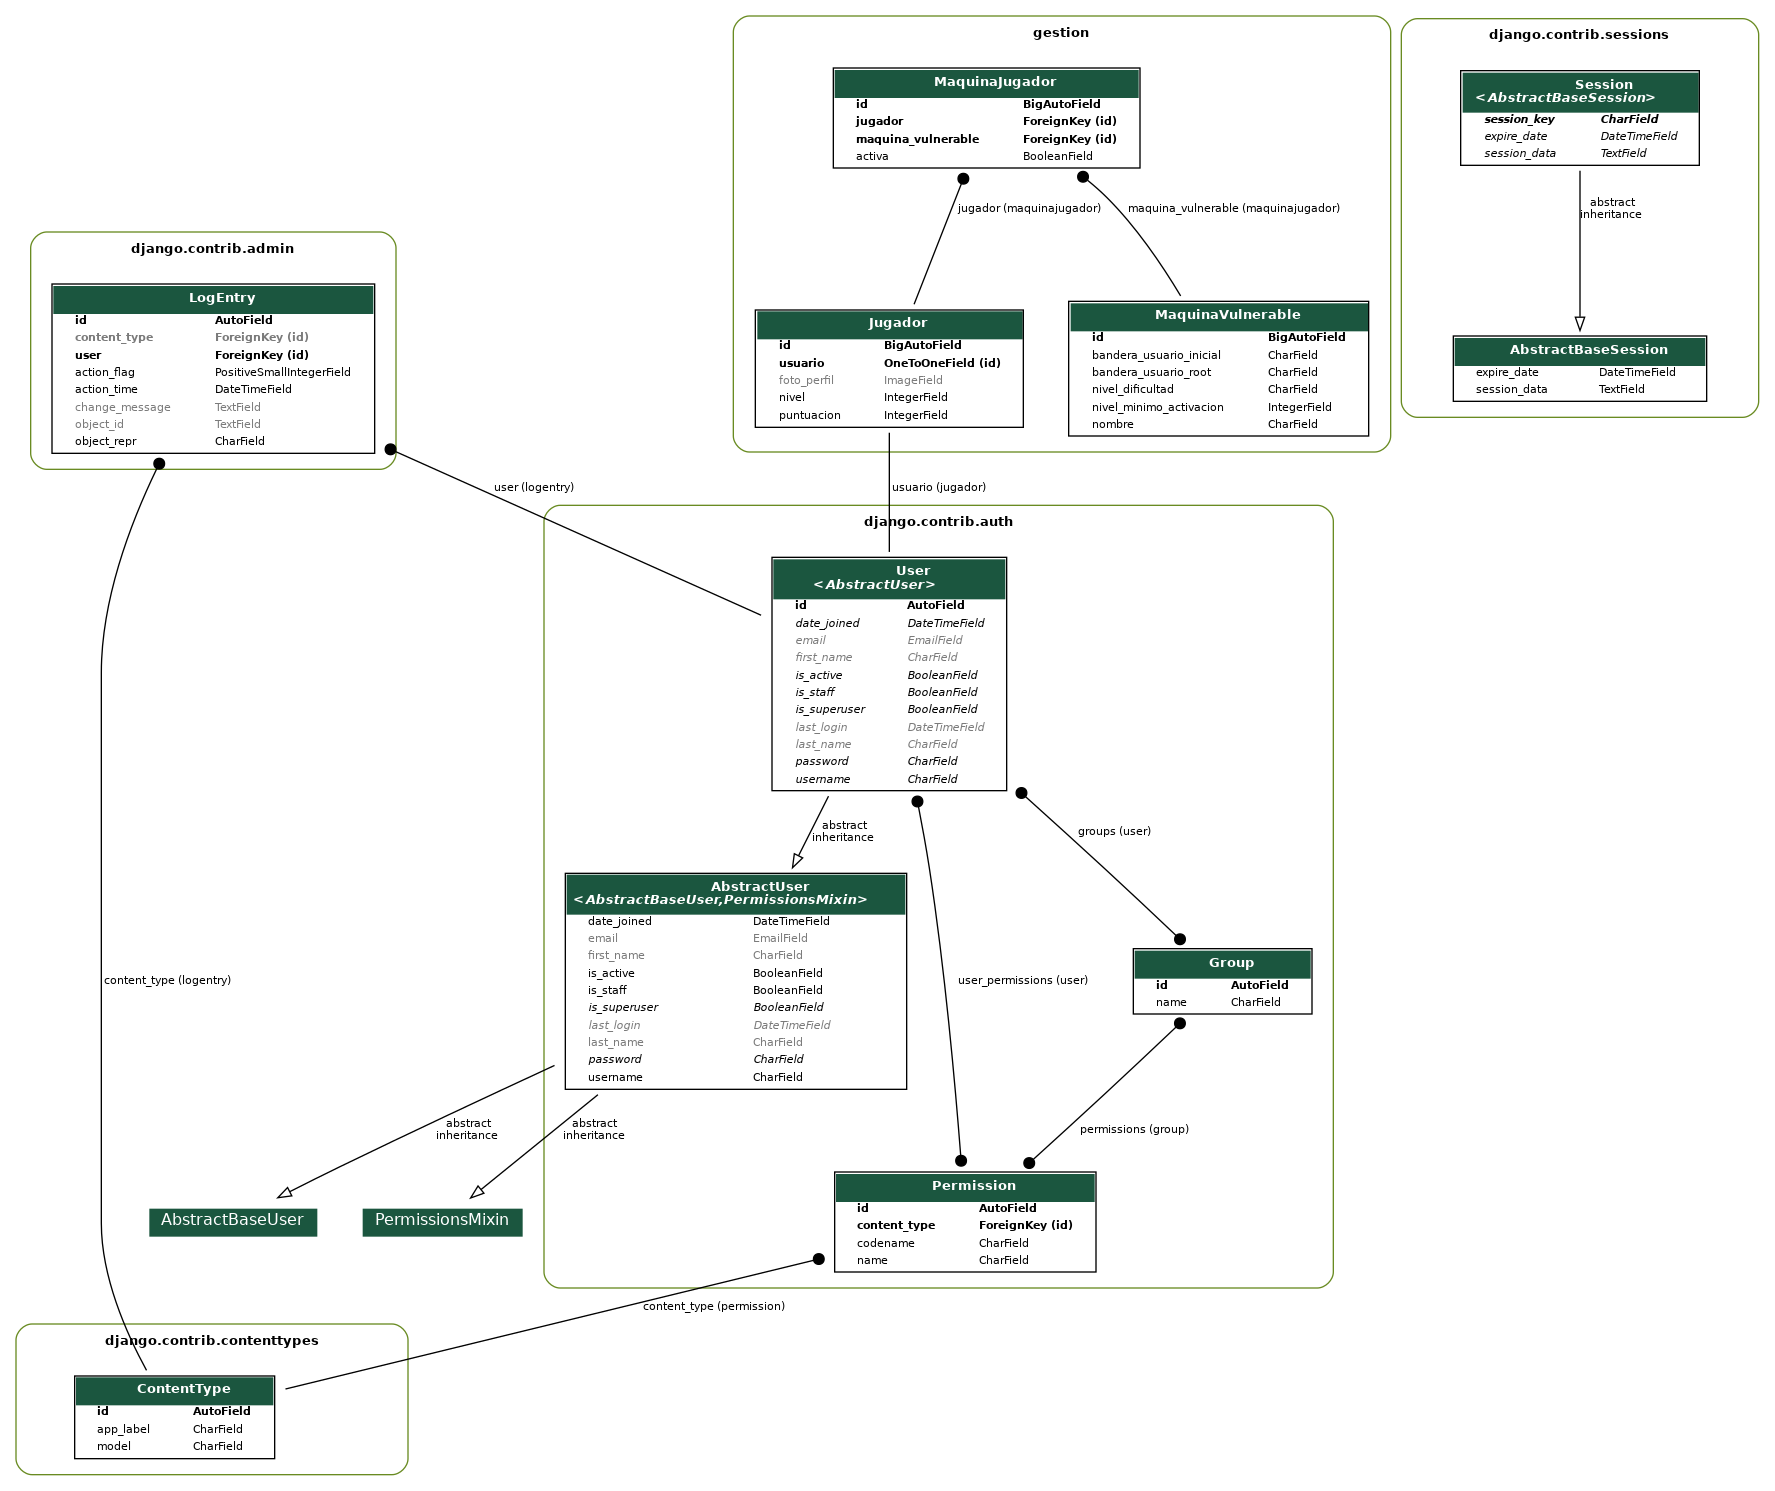 gestion
MaquinaJugador
id BigAutoField
jugador ForeignKey (id)
maquina_vulnerable ForeignKey (id)
activa BooleanField
jugador (maquinajugador)
maquina_vulnerable (maquinajugador)
Jugador
id BigAutoField
usuario OneToOneField (id)
foto_perfil ImageField
nivel IntegerField
puntuacion IntegerField
MaquinaVulnerable
id BigAutoField
bandera_usuario_inicial CharField
bandera_usuario_root CharField
nivel_dificultad CharField
nivel_minimo_activacion IntegerField
nombre CharField
django.contrib.sessions
Session
<AbstractBaseSession>
session_key CharField
expire_date DateTimeField
session_data TextField
abstract
inheritance
AbstractBaseSession
expire_date DateTimeField
session_data TextField
django.contrib.admin
LogEntry
id AutoField
content_type ForeignKey (id)
user ForeignKey (id)
action_flag PositiveSmallIntegerField
action_time DateTimeField
change_message TextField
object_id TextField
object_repr CharField
user (logentry)
usuario (jugador)
django.contrib.auth
User
<AbstractUser>
id AutoField
date_joined DateTimeField
email EmailField
first_name CharField
is_active BooleanField
is_staff BooleanField
is_superuser BooleanField
last_login DateTimeField
last_name CharField
password CharField
username CharField
abstract
inheritance
groups (user)
AbstractUser
<AbstractBaseUser,PermissionsMixin>
date_joined DateTimeField
email EmailField
first_name CharField
is_active BooleanField
is_staff BooleanField
is_superuser BooleanField
last_login DateTimeField
last_name CharField
password CharField
username CharField
content_type (logentry)
user_permissions (user)
Group
id AutoField
name CharField
abstract
inheritance
abstract
inheritance
permissions (group)
AbstractBaseUser
PermissionsMixin
Permission
id AutoField
content_type ForeignKey (id)
codename CharField
name CharField
content_type (permission)
django.contrib.contenttypes
ContentType
id AutoField
app_label CharField
model CharField